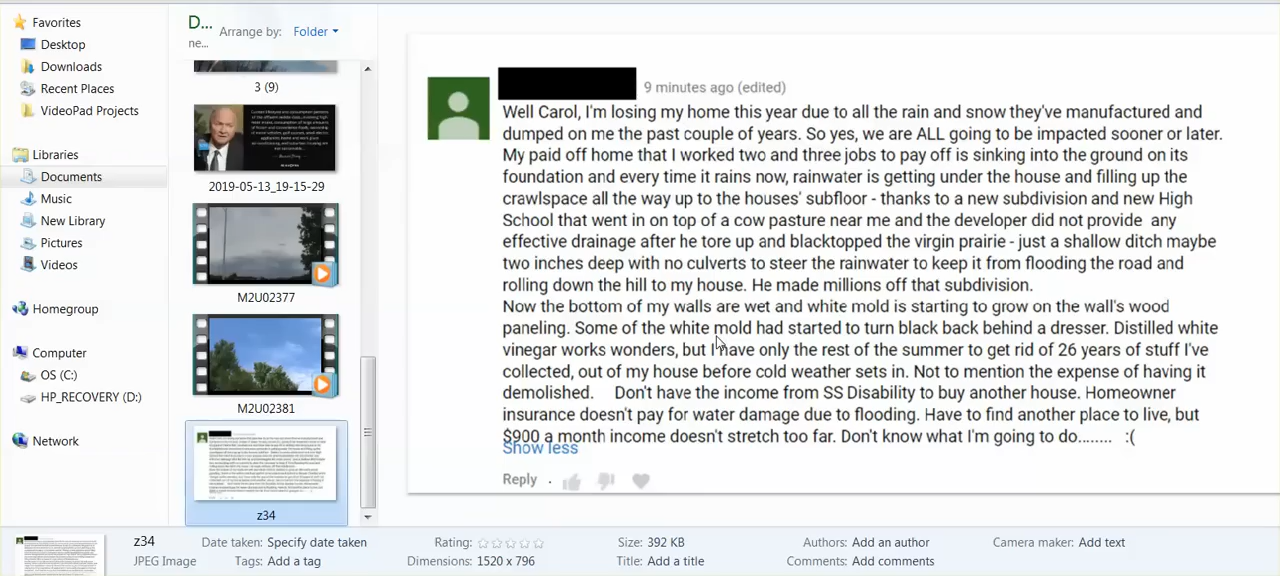 Favorites
Desktop
Downloads
Recent Places
VideoPad Projects
Libraries
Documents
Music
New Library
Pictures
Videos
Homegroup
Computer
OS (C:)
HP_RECOVERY (D:)
Network
D...
ne...
Arrange by: Folder
3 (9)
2019-05-13_19-15-29
M2U02377
M2U02381
z34
9 minutes ago (edited)
Well Carol, I'm losing my home this year due to all the rain and snow they've manufactured and
dumped on me the past couple of years. So yes, we are ALL going to be impacted sooner or later.
My paid off home that I worked two and three jobs to pay off is sinking into the ground on its
foundation and every time it rains now, rainwater is getting under the house and filling up the
crawlspace all the way up to the houses' subfloor - thanks to a new subdivision and new High
School that went in on top of a cow pasture near me and the developer did not provide any
effective drainage after he tore up and blacktopped the virgin prairie - just a shallow ditch maybe
two inches deep with no culverts to steer the rainwater to keep it from flooding the road and
rolling down the hill to my house. He made millions off that subdivision.
Now the bottom of my walls are wet and white mold is starting to grow on the wall's wood
paneling. Some of the white mold had started to turn black back behind a dresser. Distilled white
vinegar works wonders, but I have only the rest of the summer to get rid of 26 years of stuff I've
collected, out of my house before cold weather sets in. Not to mention the expense of having it
demolished. Don't have the income from SS Disability to buy another house. Homeowner
insurance doesn't pay for water damage due to flooding. Have to find another place to live, but
$900 a month income doesn't stretch too far. Don't know what I'm going to do........ :(
Show less
Reply
z34 Date taken: Specify date taken Rating: Size: 392 KB Authors: Add an author Camera maker: Add text
JPEG Image Tags: Add a tag Dimensions: 1520 x 796 Title: Add a title Comments: Add comments